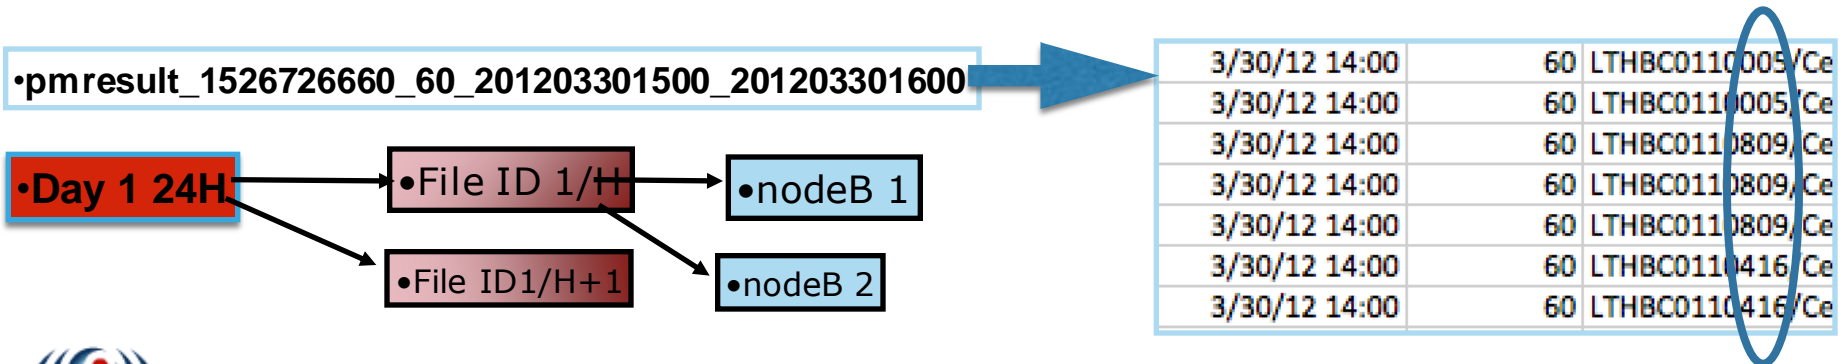 •pmresult_1526726660_60_201203301500_201203301600
•Day 1 24H
•File ID 1/H
•nodeB 1
•File ID1/H+1
•nodeB 2
3/30/12 14:00 60 LTHBC0110005/Ce
3/30/12 14:00 60 LTHBC0110005/Ce
3/30/12 14:00 60 LTHBC0110809/Ce
3/30/12 14:00 60 LTHBC0110809/Ce
3/30/12 14:00 60 LTHBC0110809/Ce
3/30/12 14:00 60 LTHBC0110416/Ce
3/30/12 14:00 60 LTHBC0110416/Ce